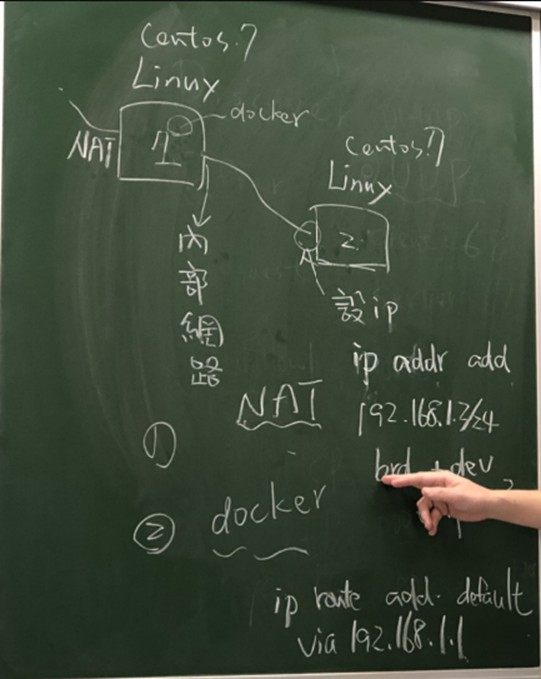 Centos.7
Linux
docker
NAT
1
Centos7
Linux
2
內部網路
設ip
ip addr add
192.168.1.2/24
brd + dev
① NAT
② docker
ip route add default
via 192.168.1.1